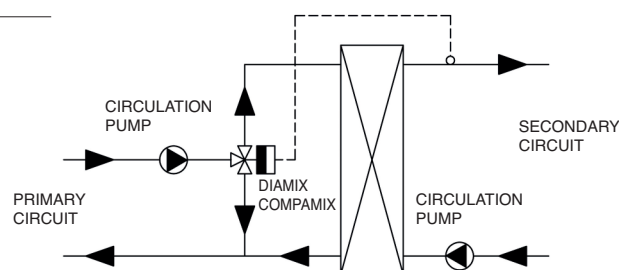 CIRCULATION
PUMP
SECONDARY
CIRCUIT
DIAMIX
COMPAMIX
PRIMARY
CIRCUIT
CIRCULATION
PUMP